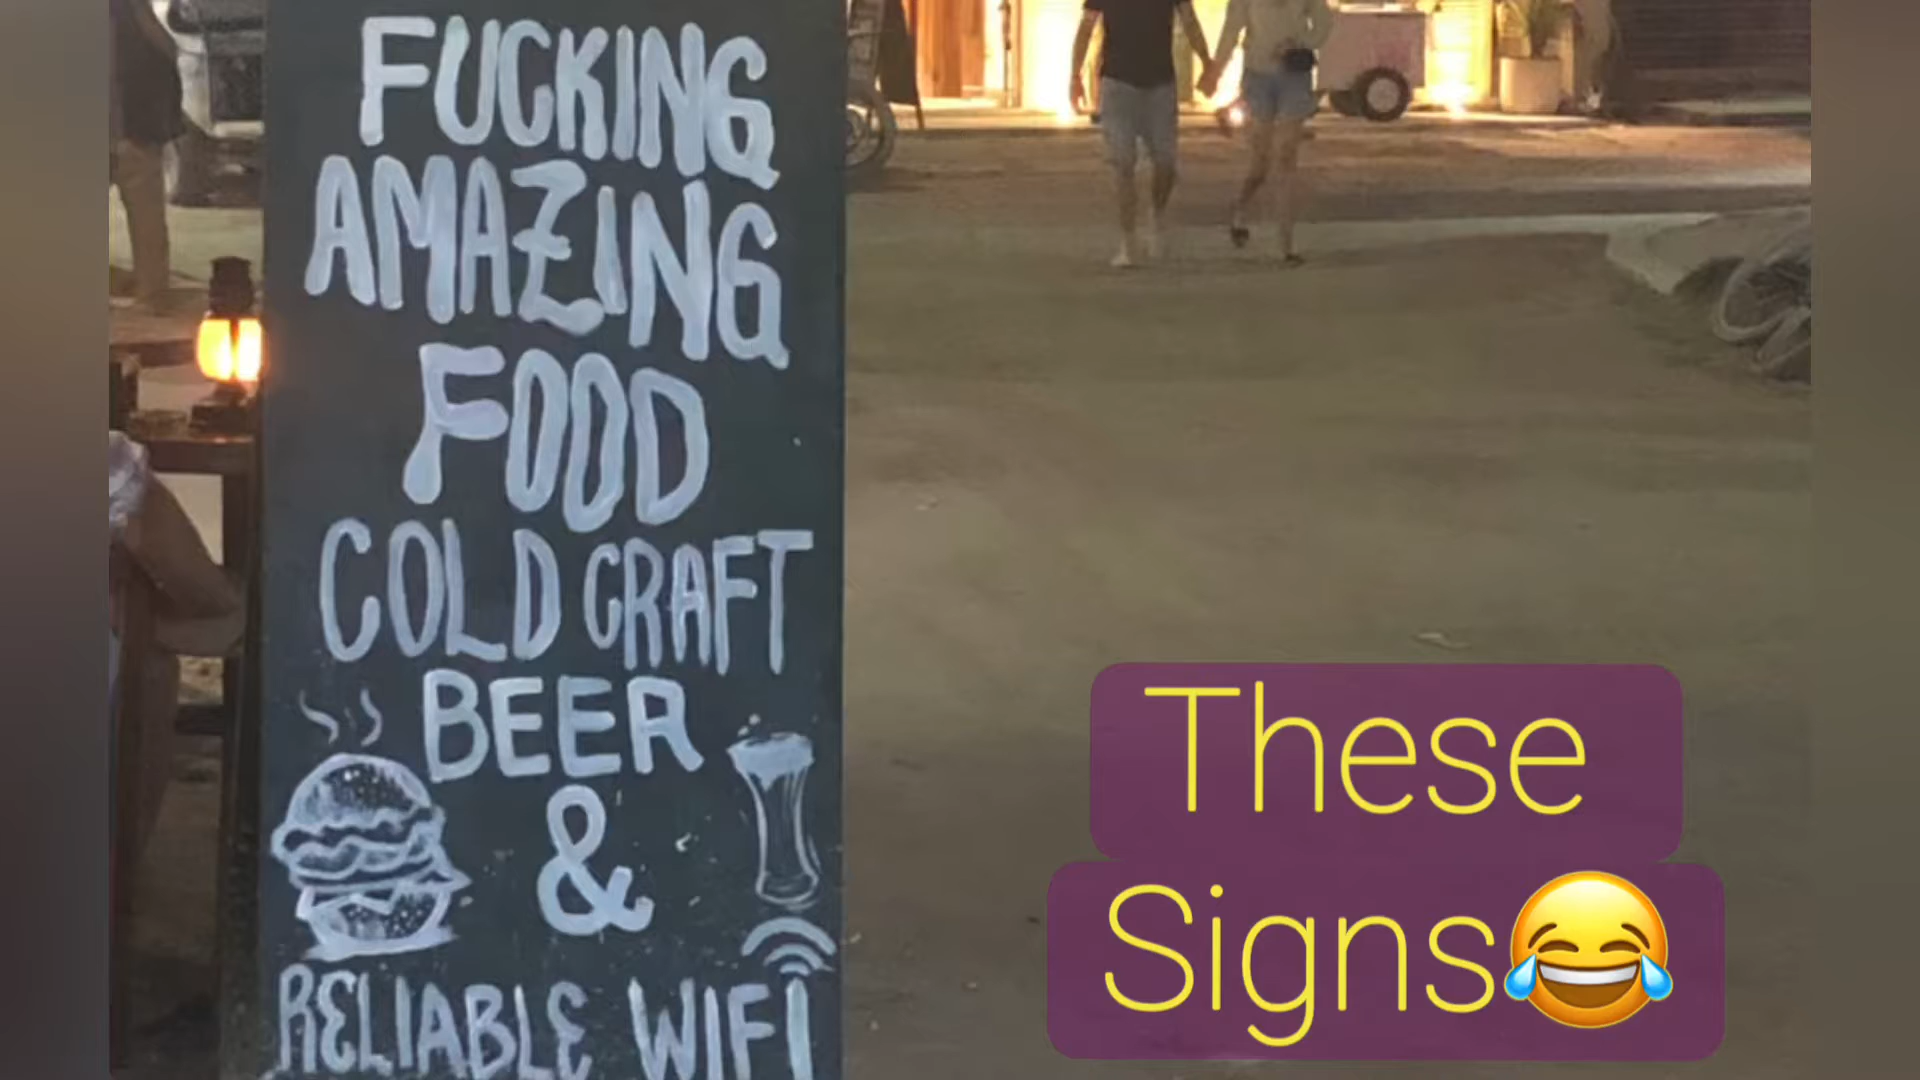 FUCKING
AMAZING
FOOD
COLD CRAFT
BEER
&
RELIABLE WIFI
These
Signs😂